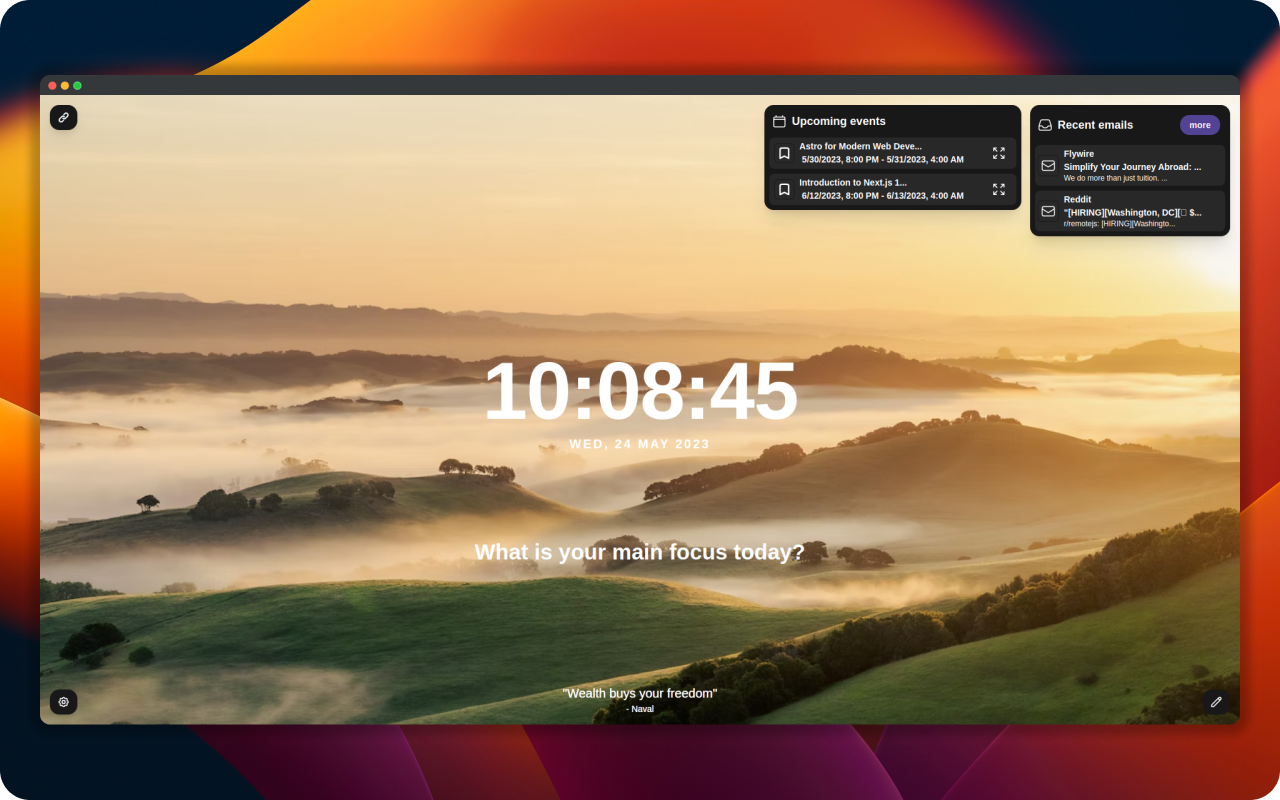 Upcoming events
Astro for Modern Web Deve...
5/30/2023, 8:00 PM - 5/31/2023, 4:00 AM
Introduction to Next.js 1...
6/12/2023, 8:00 PM - 6/13/2023, 4:00 AM
Recent emails
more
Flywire
Simplify Your Journey Abroad: ...
We do more than just tuition. ...
Reddit
"[HIRING][Washington, DC][▯ $...
r/remotejs: [HIRING][Washingto...
10:08:45
WED, 24 MAY 2023
What is your main focus today?
"Wealth buys your freedom"
- Naval